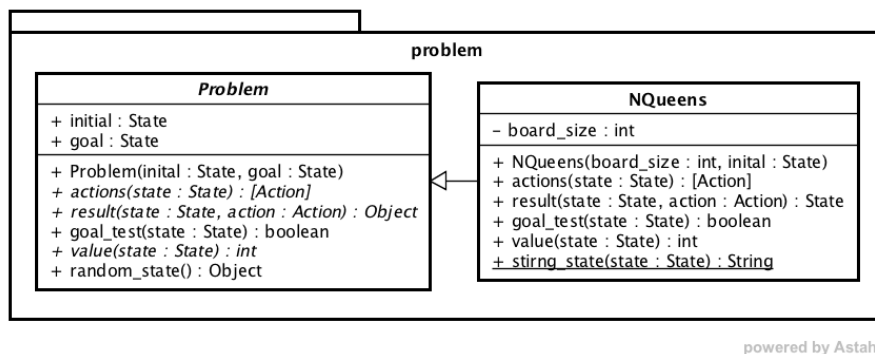 problem
Problem
+ initial : State
+ goal : State
+ Problem(inital : State, goal : State)
+ actions(state : State) : [Action]
+ result(state : State, action : Action) : Object
+ goal_test(state : State) : boolean
+ value(state : State) : int
+ random_state() : Object
NQueens
- board_size : int
+ NQueens(board_size : int, inital : State)
+ actions(state : State) : [Action]
+ result(state : State, action : Action) : State
+ goal_test(state : State) : boolean
+ value(state : State) : int
+ stirng_state(state : State) : String
powered by Astah